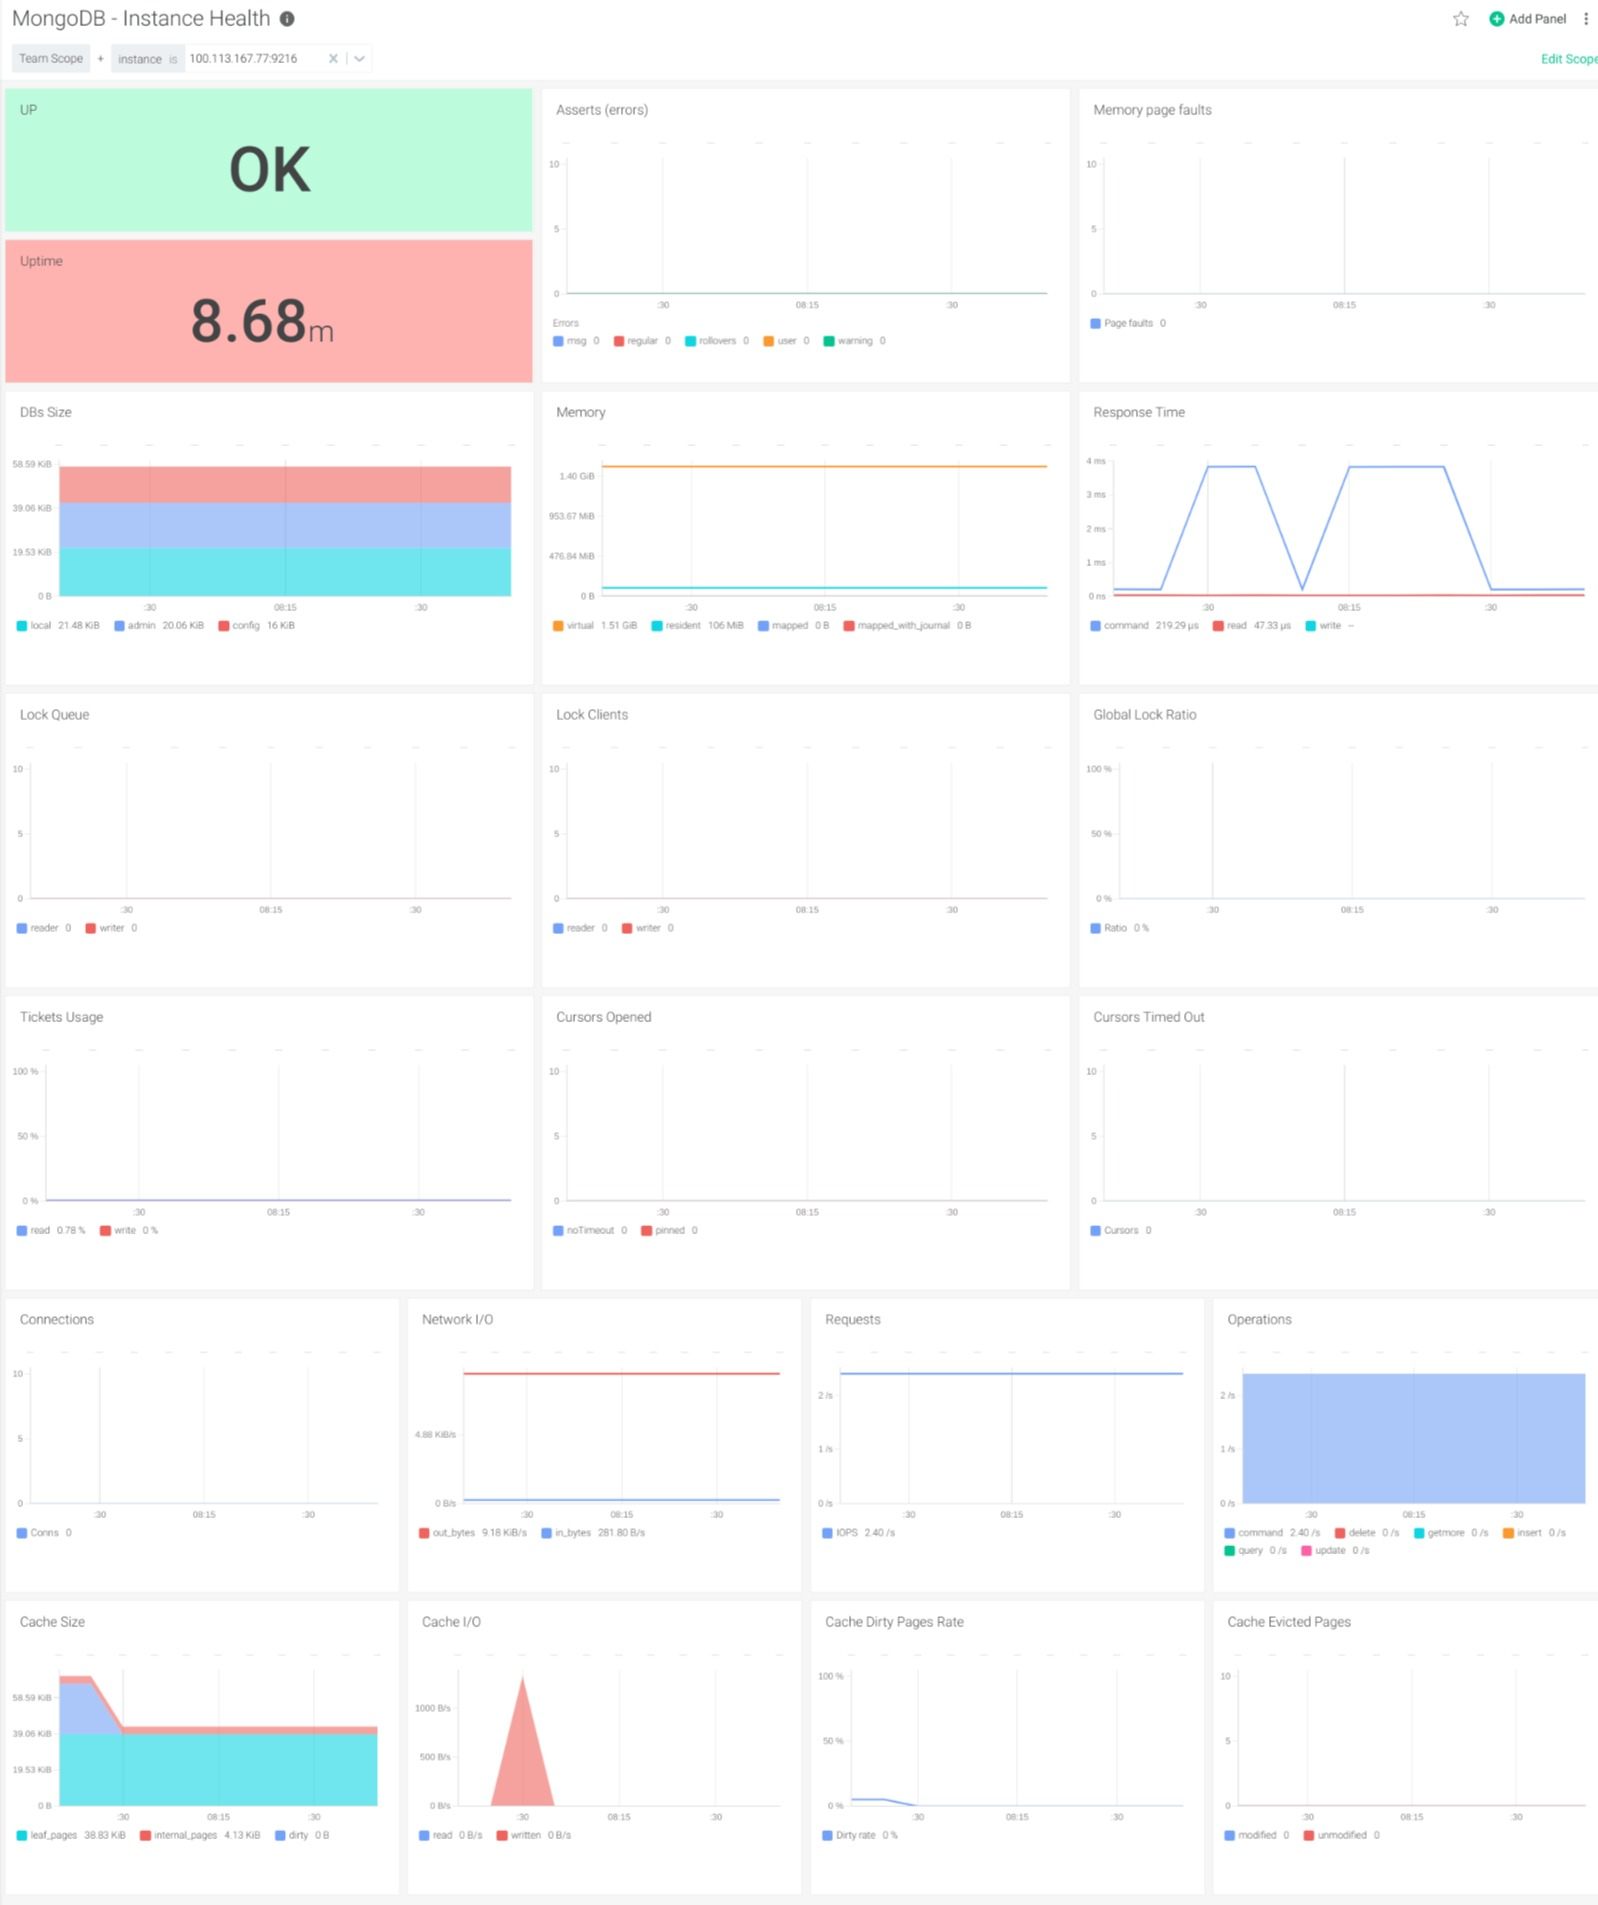 MongoDB - Instance Health
Add Panel
Team Scope + instance is 100.113.167.77:9216
Edit Scope
UP
OK
Uptime
8.68m
Asserts (errors)
10
5
0
:30 08:15 :30
Errors
msg 0 regular 0 rollovers 0 user 0 warning 0
Memory page faults
10
5
0
:30 08:15 :30
Page faults 0
DBs Size
58.59 KiB
39.06 KiB
19.53 KiB
0 B
:30 08:15 :30
local 21.48 KiB admin 20.06 KiB config 16 KiB
Memory
1.40 GiB
953.67 MiB
476.84 MiB
0 B
:30 08:15 :30
virtual 1.51 GiB resident 106 MiB mapped 0 B mapped_with_journal 0 B
Response Time
4 ms
3 ms
2 ms
1 ms
0 ns
:30 08:15 :30
command 219.29 µs read 47.33 µs write --
Lock Queue
10
5
0
:30 08:15 :30
reader 0 writer 0
Lock Clients
10
5
0
:30 08:15 :30
reader 0 writer 0
Global Lock Ratio
100 %
50 %
0 %
:30 08:15 :30
Ratio 0 %
Tickets Usage
100 %
50 %
0 %
:30 08:15 :30
read 0.78 % write 0 %
Cursors Opened
10
5
0
:30 08:15 :30
noTimeout 0 pinned 0
Cursors Timed Out
10
5
0
:30 08:15 :30
Cursors 0
Connections
10
5
0
:30 08:15 :30
Conns 0
Network I/O
4.88 KiB/s
0 B/s
:30 08:15 :30
out_bytes 9.18 KiB/s in_bytes 281.80 B/s
Requests
2 /s
1 /s
0 /s
:30 08:15 :30
IOPS 2.40 /s
Operations
2 /s
1 /s
0 /s
:30 08:15 :30
command 2.40 /s delete 0 /s getmore 0 /s insert 0 /s
query 0 /s update 0 /s
Cache Size
58.59 KiB
39.06 KiB
19.53 KiB
0 B
:30 08:15 :30
leaf_pages 38.83 KiB internal_pages 4.13 KiB dirty 0 B
Cache I/O
1000 B/s
500 B/s
0 B/s
:30 08:15 :30
read 0 B/s written 0 B/s
Cache Dirty Pages Rate
100 %
50 %
0 %
:30 08:15 :30
Dirty rate 0 %
Cache Evicted Pages
10
5
0
:30 08:15 :30
modified 0 unmodified 0